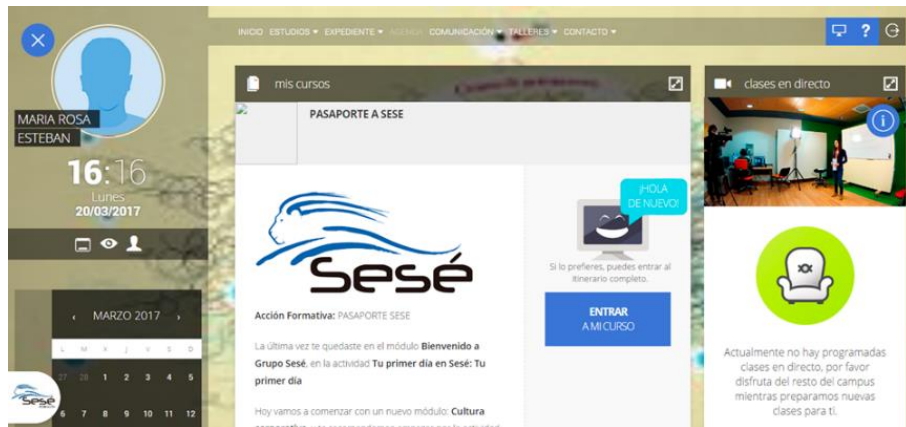 INICIO ESTUDIOS EXPEDIENTE AGENDA COMUNICACIÓN TALLERES CONTACTO
?
MARIA ROSA
ESTEBAN
16:16
Lunes
20/03/2017
MARZO 2017
L M X J V S D
27 28 1 2 3 4 5
6 7 8 9 10 11 12
Sesé
mis cursos
PASAPORTE A SESE
Sesé
Acción Formativa: PASAPORTE SESE
La última vez te quedaste en el módulo Bienvenido a
Grupo Sesé, en la actividad Tu primer día en Sesé: Tu
primer día
Hoy vamos a comenzar con un nuevo módulo: Cultura
¡HOLA
DE NUEVO!
Si lo prefieres, puedes entrar al
itinerario completo.
ENTRAR
A MI CURSO
clases en directo
i
Actualmente no hay programadas
clases en directo, por favor
disfruta del resto del campus
mientras preparamos nuevas
clases para ti.